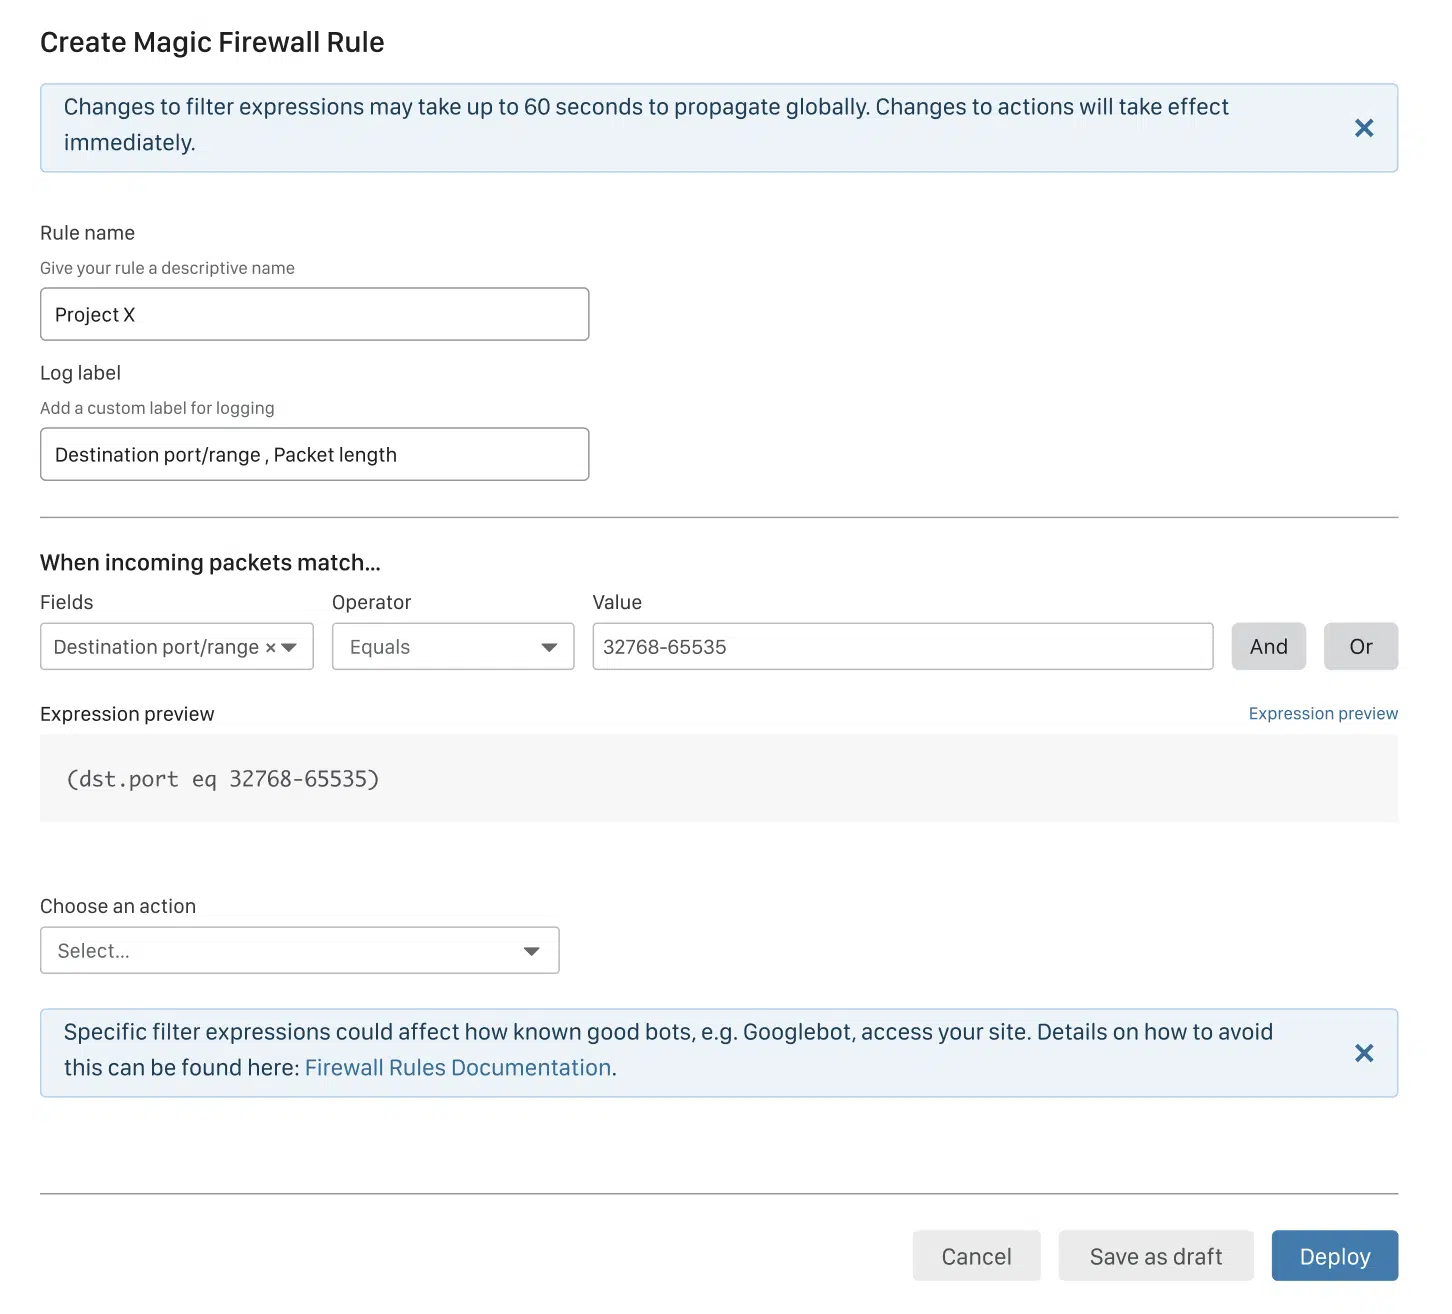 Create Magic Firewall Rule
Changes to filter expressions may take up to 60 seconds to propagate globally. Changes to actions will take effect
immediately.
Rule name
Give your rule a descriptive name
Project X
Log label
Add a custom label for logging
Destination port/range , Packet length
When incoming packets match...
Fields Operator Value
Destination port/range × Equals 32768-65535 And Or
Expression preview Expression preview
(dst.port eq 32768-65535)
Choose an action
Select...
Specific filter expressions could affect how known good bots, e.g. Googlebot, access your site. Details on how to avoid
this can be found here: Firewall Rules Documentation.
Cancel Save as draft Deploy